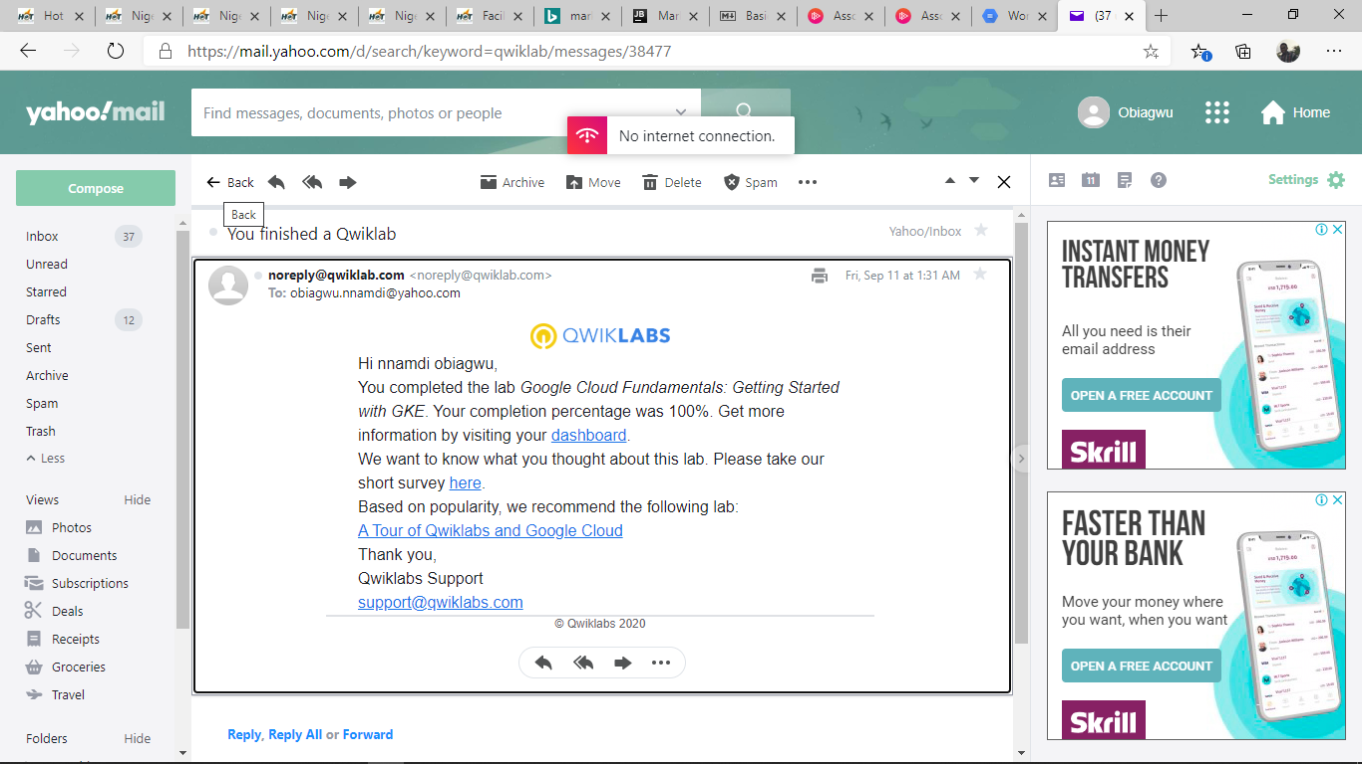 Hot
Nige
Nige
Nige
Nige
Facil
mark
Mark
Basi
Asso
Asso
Wor
(37
https://mail.yahoo.com/d/search/keyword=qwiklab/messages/38477
yahoo!mail
Find messages, documents, photos or people
Obiagwu
Home
No internet connection.
Compose
Back
Archive
Move
Delete
Spam
Settings
Back
Inbox 37
Unread
Starred
Drafts 12
Sent
Archive
Spam
Trash
Less
Views Hide
Photos
Documents
Subscriptions
Deals
Receipts
Groceries
Travel
Folders Hide
You finished a Qwiklab
Yahoo/Inbox
noreply@qwiklab.com <noreply@qwiklab.com>
Fri, Sep 11 at 1:31 AM
To: obiagwu.nnamdi@yahoo.com
QWIKLABS
Hi nnamdi obiagwu,
You completed the lab Google Cloud Fundamentals: Getting Started
with GKE. Your completion percentage was 100%. Get more
information by visiting your dashboard.
We want to know what you thought about this lab. Please take our
short survey here.
Based on popularity, we recommend the following lab:
A Tour of Qwiklabs and Google Cloud
Thank you,
Qwiklabs Support
support@qwiklabs.com
© Qwiklabs 2020
Reply, Reply All or Forward
INSTANT MONEY
TRANSFERS
All you need is their
email address
OPEN A FREE ACCOUNT
Skrill
FASTER THAN
YOUR BANK
Move your money where
you want, when you want
OPEN A FREE ACCOUNT
Skrill